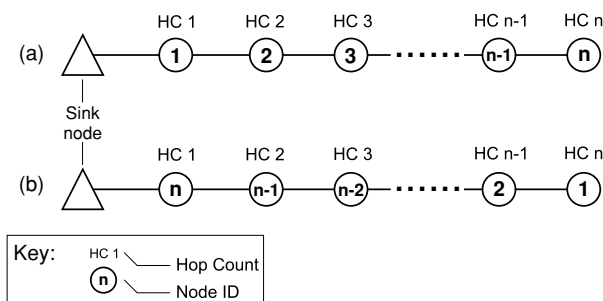 HC 1 HC 2 HC 3 HC n-1 HC n
(a) 1 2 3 n-1 n
Sink
node
HC 1 HC 2 HC 3 HC n-1 HC n
(b) n n-1 n-2 2 1
Key: HC 1 Hop Count
n Node ID